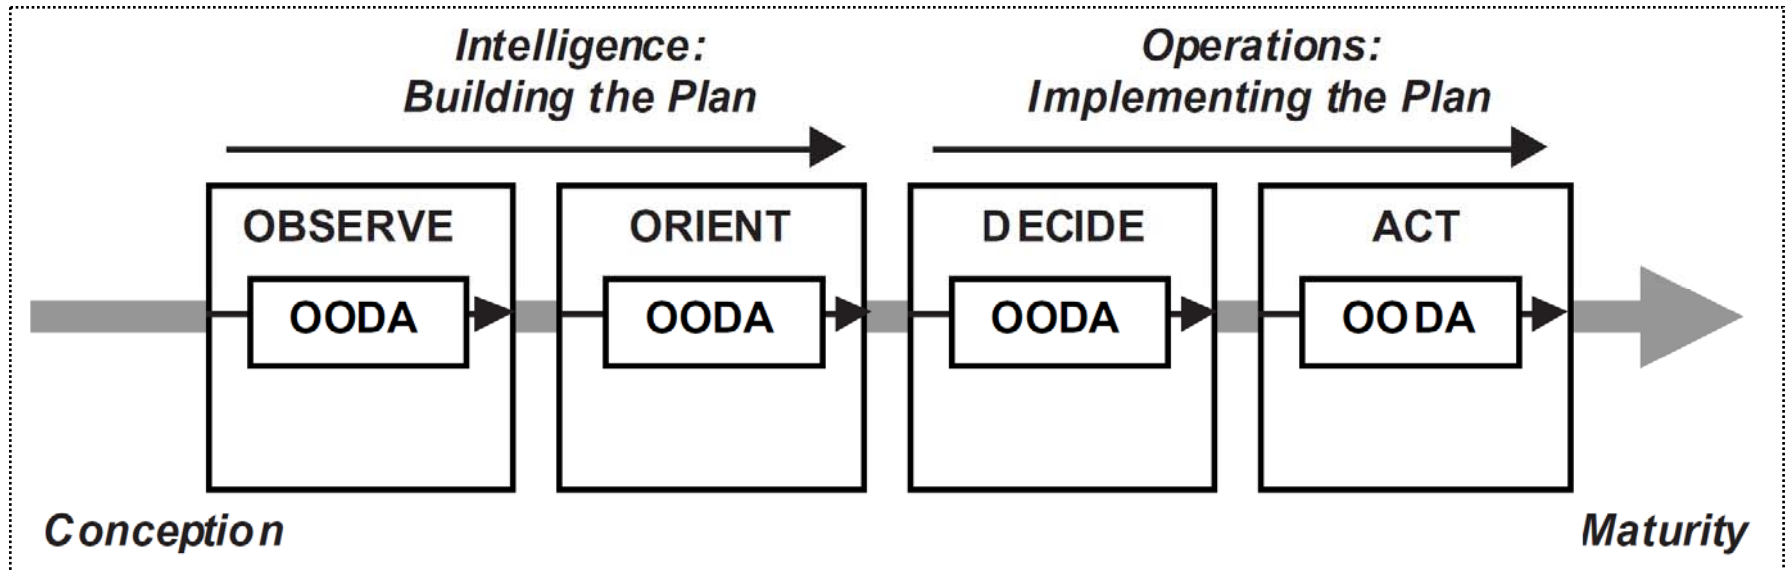 Intelligence:
Building the Plan
Operations:
Implementing the Plan
OBSERVE
ORIENT
DECIDE
ACT
OODA
OODA
OODA
OODA
Conception
Maturity